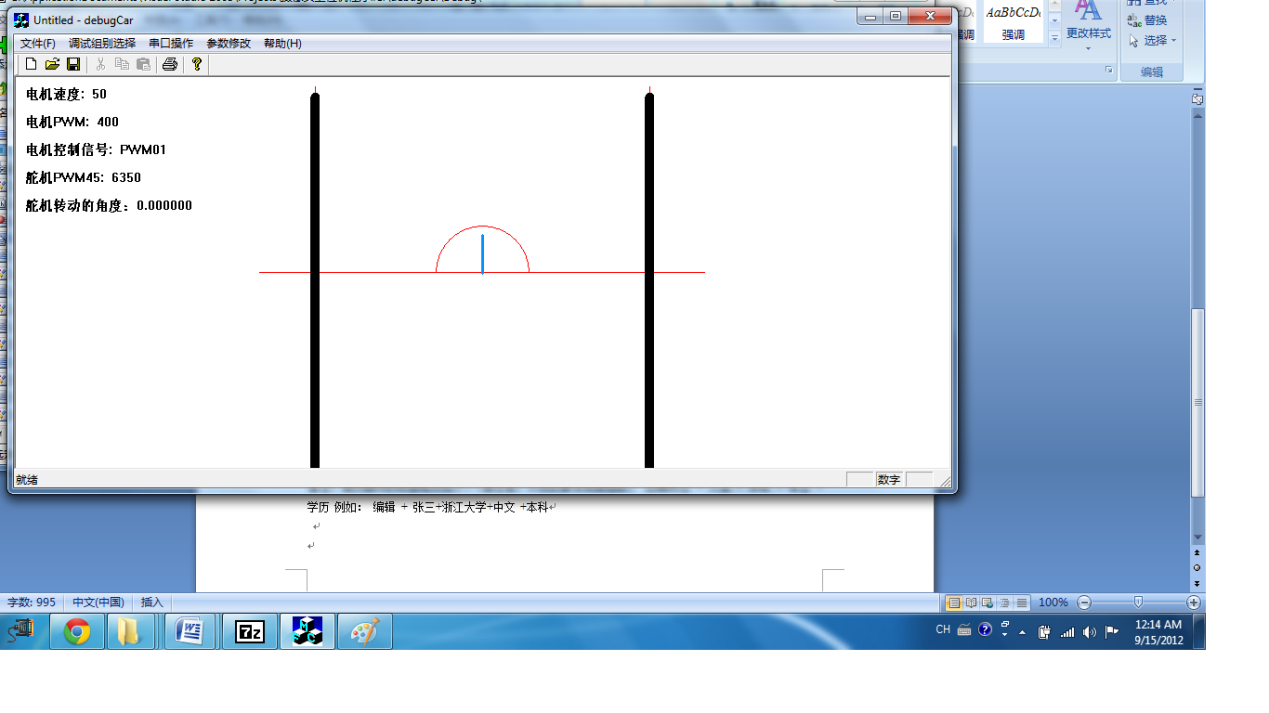 Untitled - debugCar
文件(F) 调试组别选择 串口操作 参数修改 帮助(H)
电机速度: 50
电机PWM: 400
电机控制信号: PWM01
舵机PWM45: 6350
舵机转动的角度: 0.000000
就绪
数字
AaBbCcDc
强调
更改样式
替换
选择
编辑
学历 例如: 编辑 + 张三+浙江大学+中文 +本科
字数: 995 中文(中国) 插入
100%
CH
12:14 AM
9/15/2012